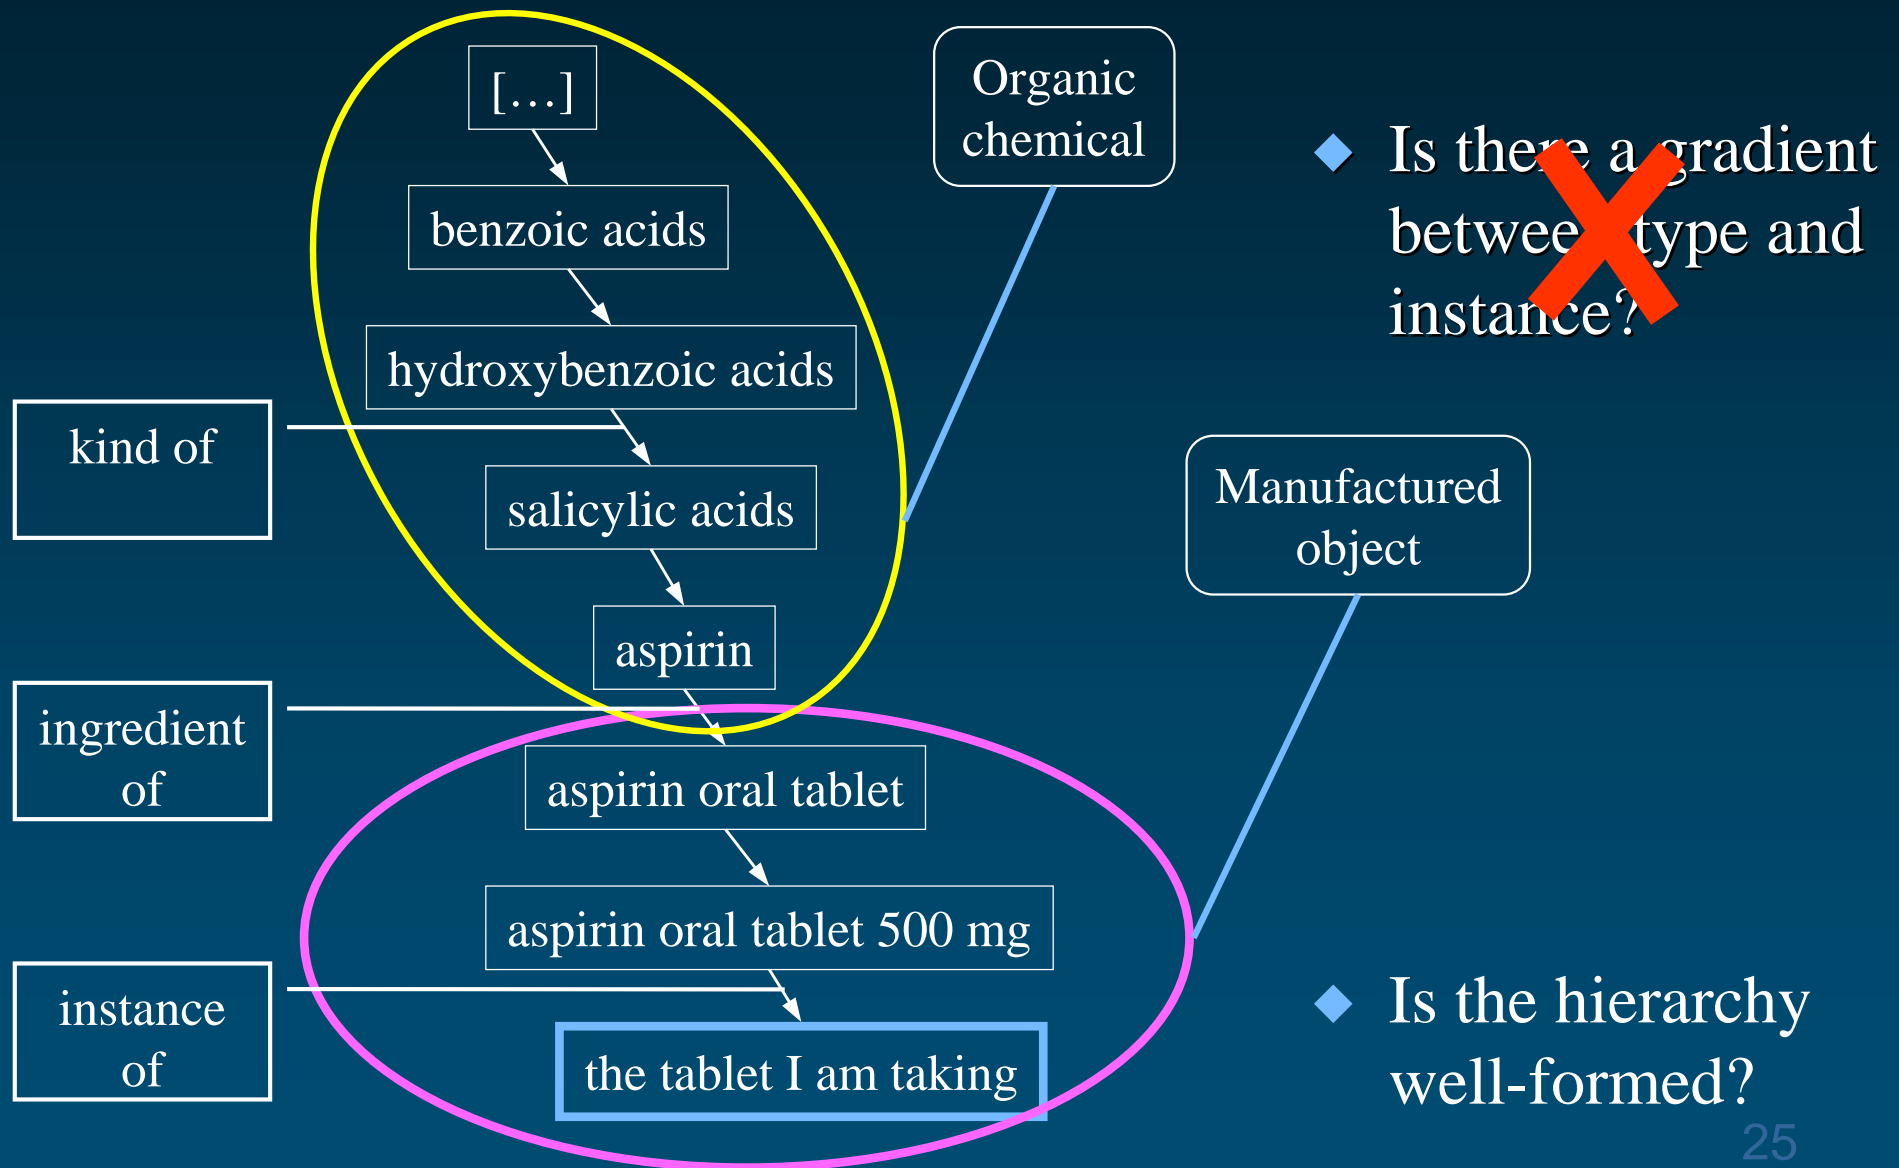 […]
benzoic acids
hydroxybenzoic acids
salicylic acids
aspirin
aspirin oral tablet
aspirin oral tablet 500 mg
the tablet I am taking
kind of
ingredient
of
instance
of
Organic
chemical
Manufactured
object
Is there a gradient
between type and
instance?
Is the hierarchy
well-formed?
25